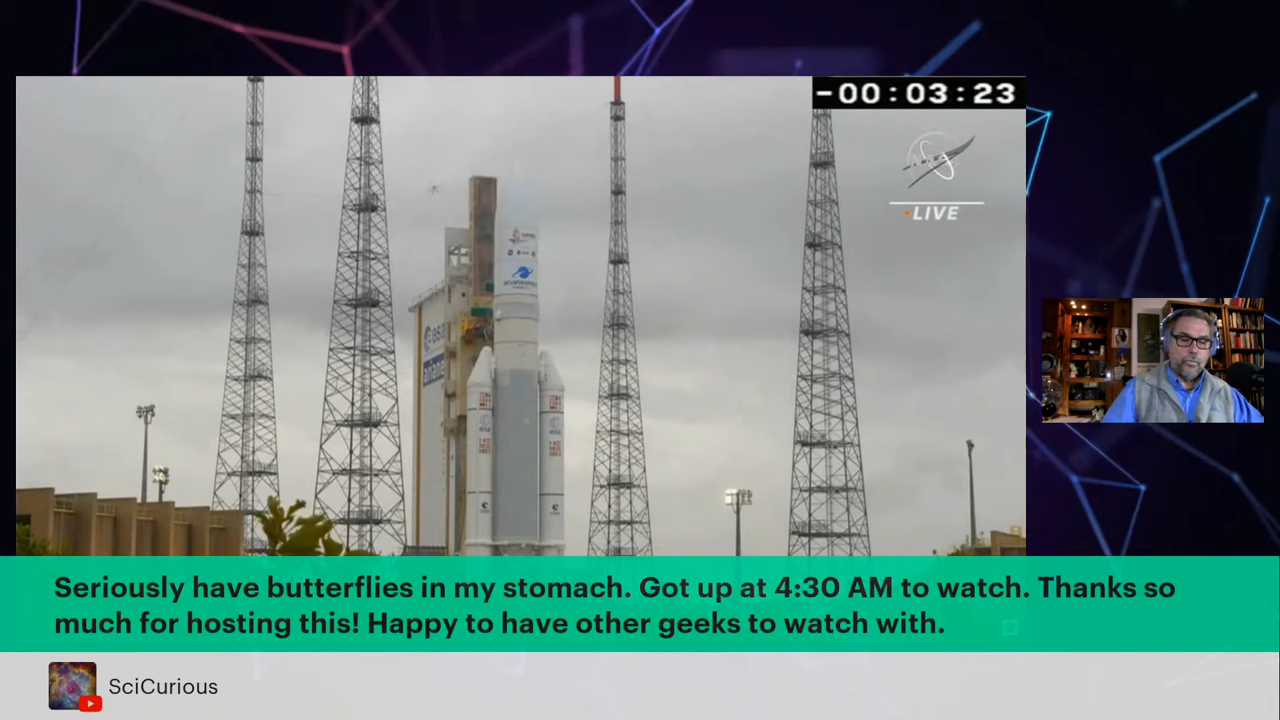 -00:03:23
LIVE
esa
Seriously have butterflies in my stomach. Got up at 4:30 AM to watch. Thanks so
much for hosting this! Happy to have other geeks to watch with.
SciCurious